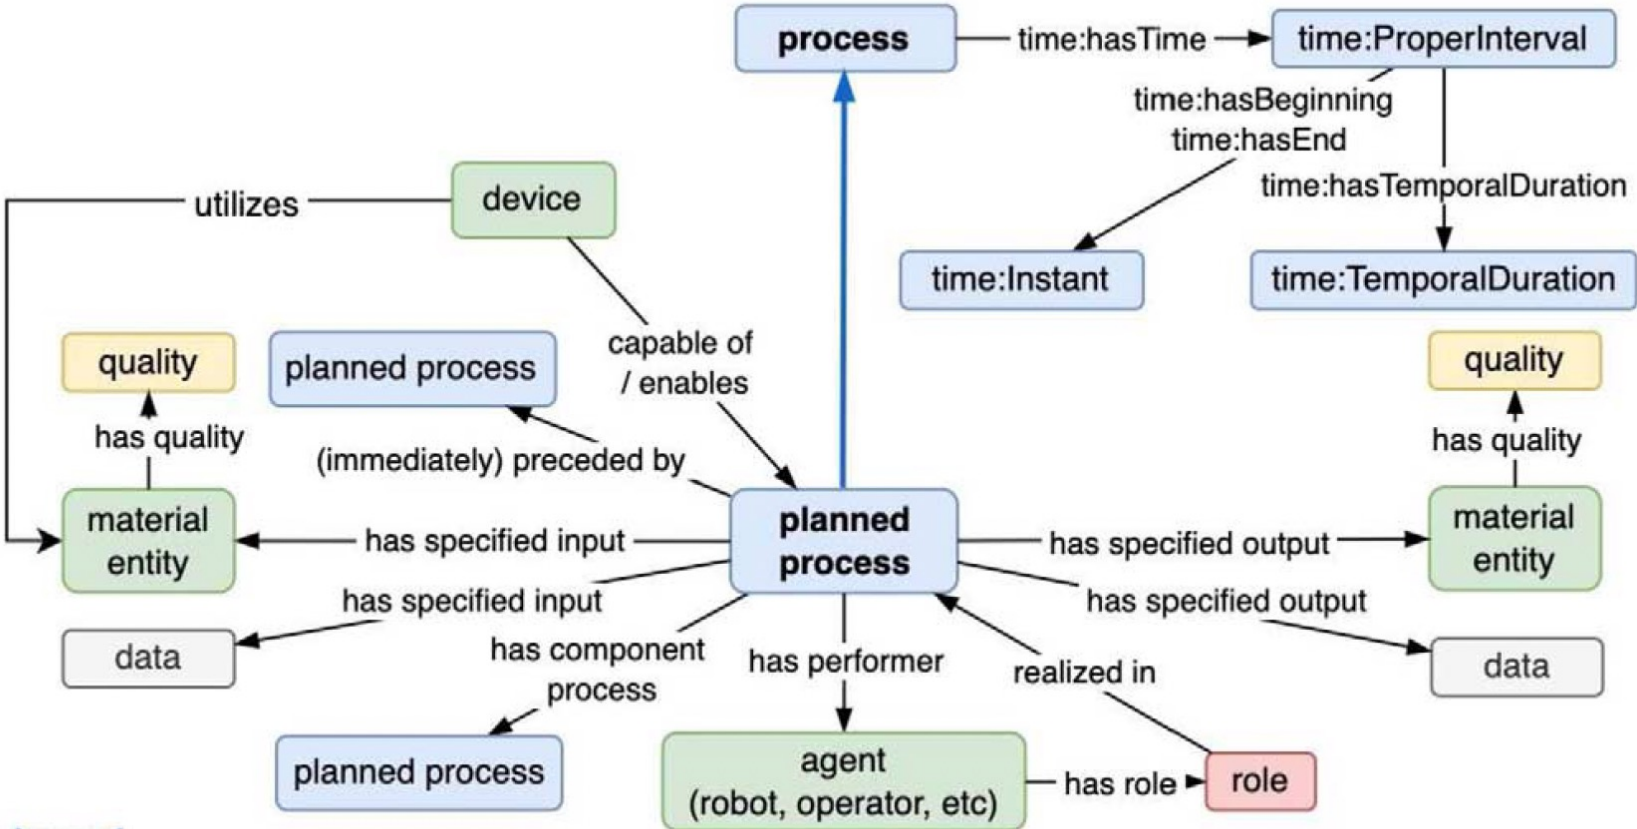 process
time:hasTime
time:ProperInterval
time:hasBeginning
time:hasEnd
time:hasTemporalDuration
utilizes
device
time:Instant
time:TemporalDuration
quality
planned process
capable of
/ enables
quality
has quality
(immediately) preceded by
has quality
material
entity
has specified input
planned
process
has specified output
material
entity
has specified input
has specified output
data
has component
process
has performer
realized in
data
planned process
agent
(robot, operator, etc)
has role
role